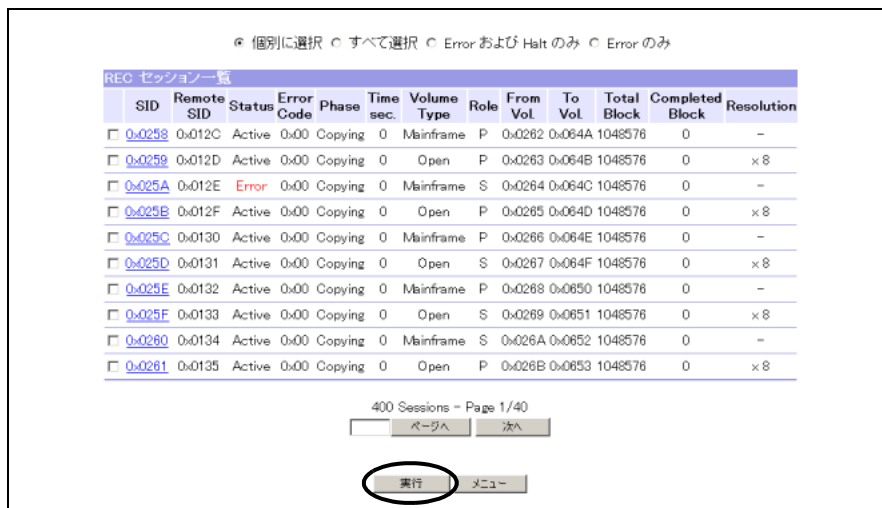 個別に選択 すべて選択 Error および Halt のみ Error のみ
REC セッション一覧
SID Remote SID Status Error Code Phase Time sec. Volume Type Role From Vol. To Vol. Total Block Completed Block Resolution
0x0258 0x012C Active 0x00 Copying 0 Mainframe P 0x0262 0x064A 1048576 0 -
0x0259 0x012D Active 0x00 Copying 0 Open P 0x0263 0x064B 1048576 0 ×8
0x025A 0x012E Error 0x00 Copying 0 Mainframe S 0x0264 0x064C 1048576 0 -
0x025B 0x012F Active 0x00 Copying 0 Open P 0x0265 0x064D 1048576 0 ×8
0x025C 0x0130 Active 0x00 Copying 0 Mainframe P 0x0266 0x064E 1048576 0 -
0x025D 0x0131 Active 0x00 Copying 0 Open S 0x0267 0x064F 1048576 0 ×8
0x025E 0x0132 Active 0x00 Copying 0 Mainframe P 0x0268 0x0650 1048576 0 -
0x025F 0x0133 Active 0x00 Copying 0 Open S 0x0269 0x0651 1048576 0 ×8
0x0260 0x0134 Active 0x00 Copying 0 Mainframe S 0x026A 0x0652 1048576 0 -
0x0261 0x0135 Active 0x00 Copying 0 Open P 0x026B 0x0653 1048576 0 ×8
400 Sessions - Page 1/40
ページへ 次へ
実行 メニュー